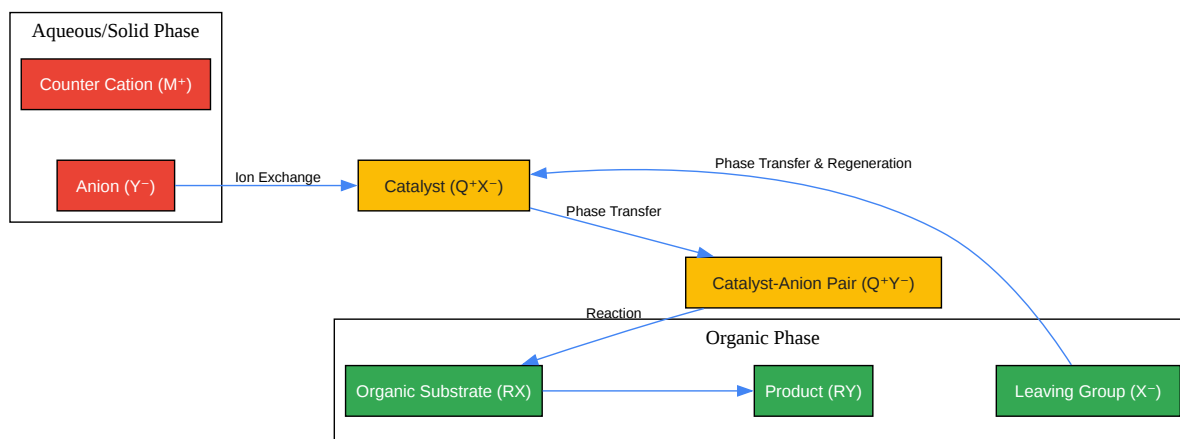 Aqueous/Solid Phase
Counter Cation (M⁺)
Anion (Y⁻)
Ion Exchange
Catalyst (Q⁺X⁻)
Phase Transfer & Regeneration
Phase Transfer
Catalyst-Anion Pair (Q⁺Y⁻)
Reaction
Organic Phase
Organic Substrate (RX)
Product (RY)
Leaving Group (X⁻)